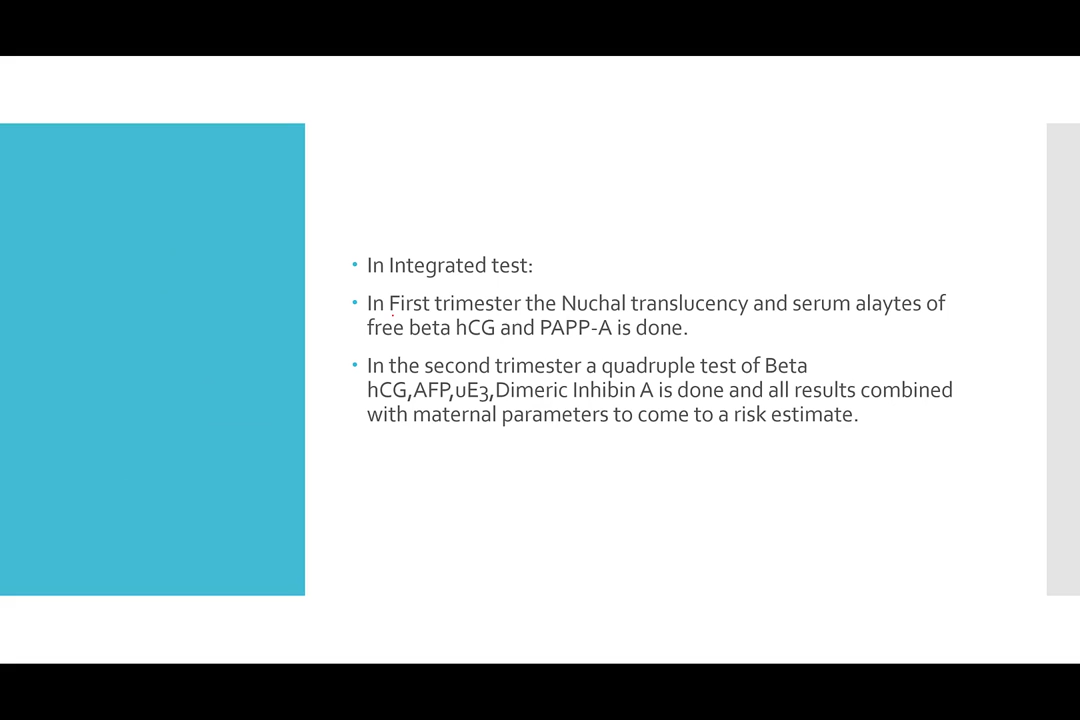 • In Integrated test:
• In First trimester the Nuchal translucency and serum alaytes of
free beta hCG and PAPP-A is done.
• In the second trimester a quadruple test of Beta
hCG,AFP,uE3,Dimeric Inhibin A is done and all results combined
with maternal parameters to come to a risk estimate.